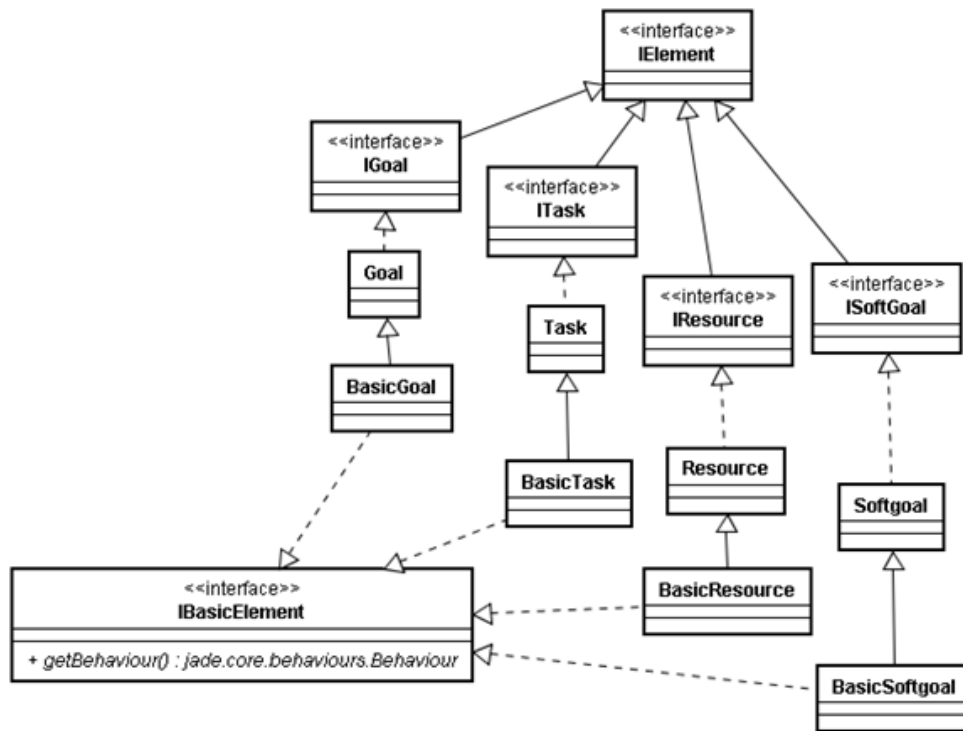 <<interface>>
IElement
<<interface>>
IGoal
<<interface>>
ITask
Goal
<<interface>>
IResource
<<interface>>
ISoftGoal
Task
BasicGoal
Resource
BasicTask
Softgoal
<<interface>>
IBasicElement
+ getBehaviour() : jade.core.behaviours.Behaviour
BasicResource
BasicSoftgoal